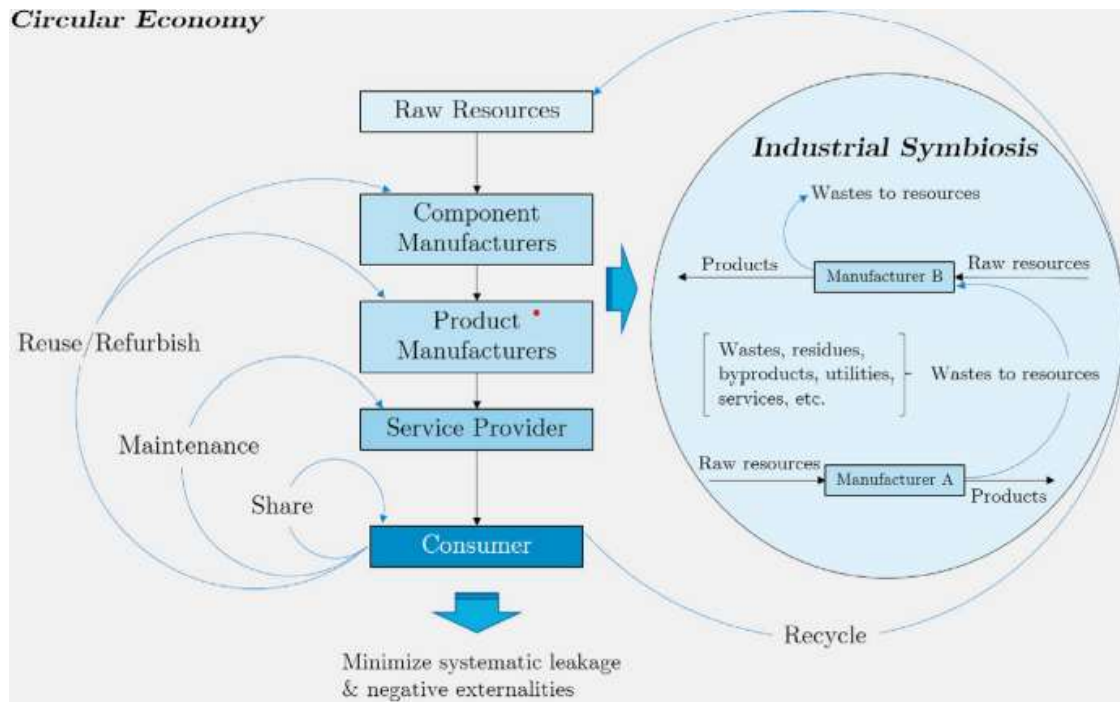 Circular Economy
Raw Resources
Component
Manufacturers
Product
Manufacturers
Service Provider
Consumer
Reuse/Refurbish
Maintenance
Share
Recycle
Minimize systematic leakage
& negative externalities
Industrial Symbiosis
Wastes to resources
Products
Manufacturer B
Raw resources
Wastes, residues,
byproducts, utilities,
services, etc.
Wastes to resources
Raw resources
Manufacturer A
Products